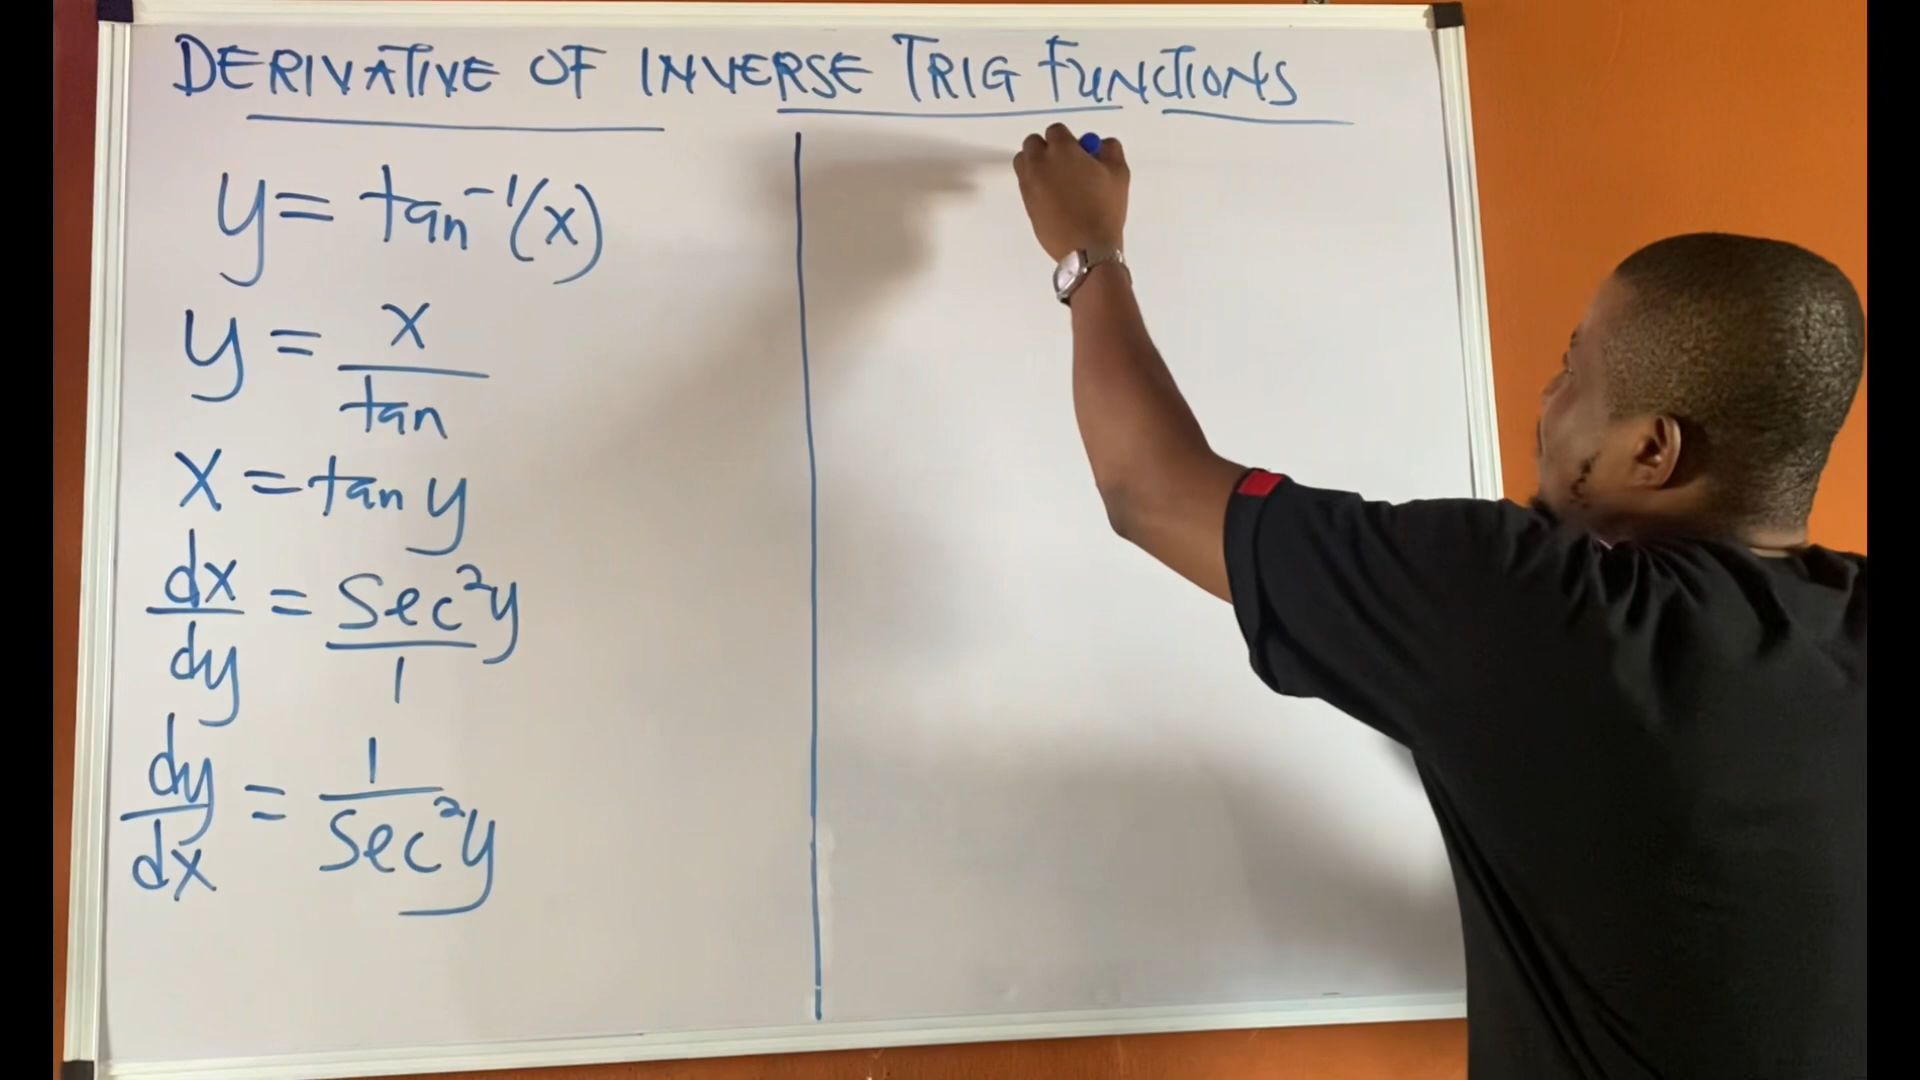 DERIVATIVE OF INVERSE TRIG FUNCTIONS
y = tan⁻¹(x)
y = x/tan
x = tan y
dx/dy = Sec²y/1
dy/dx = 1/Sec²y